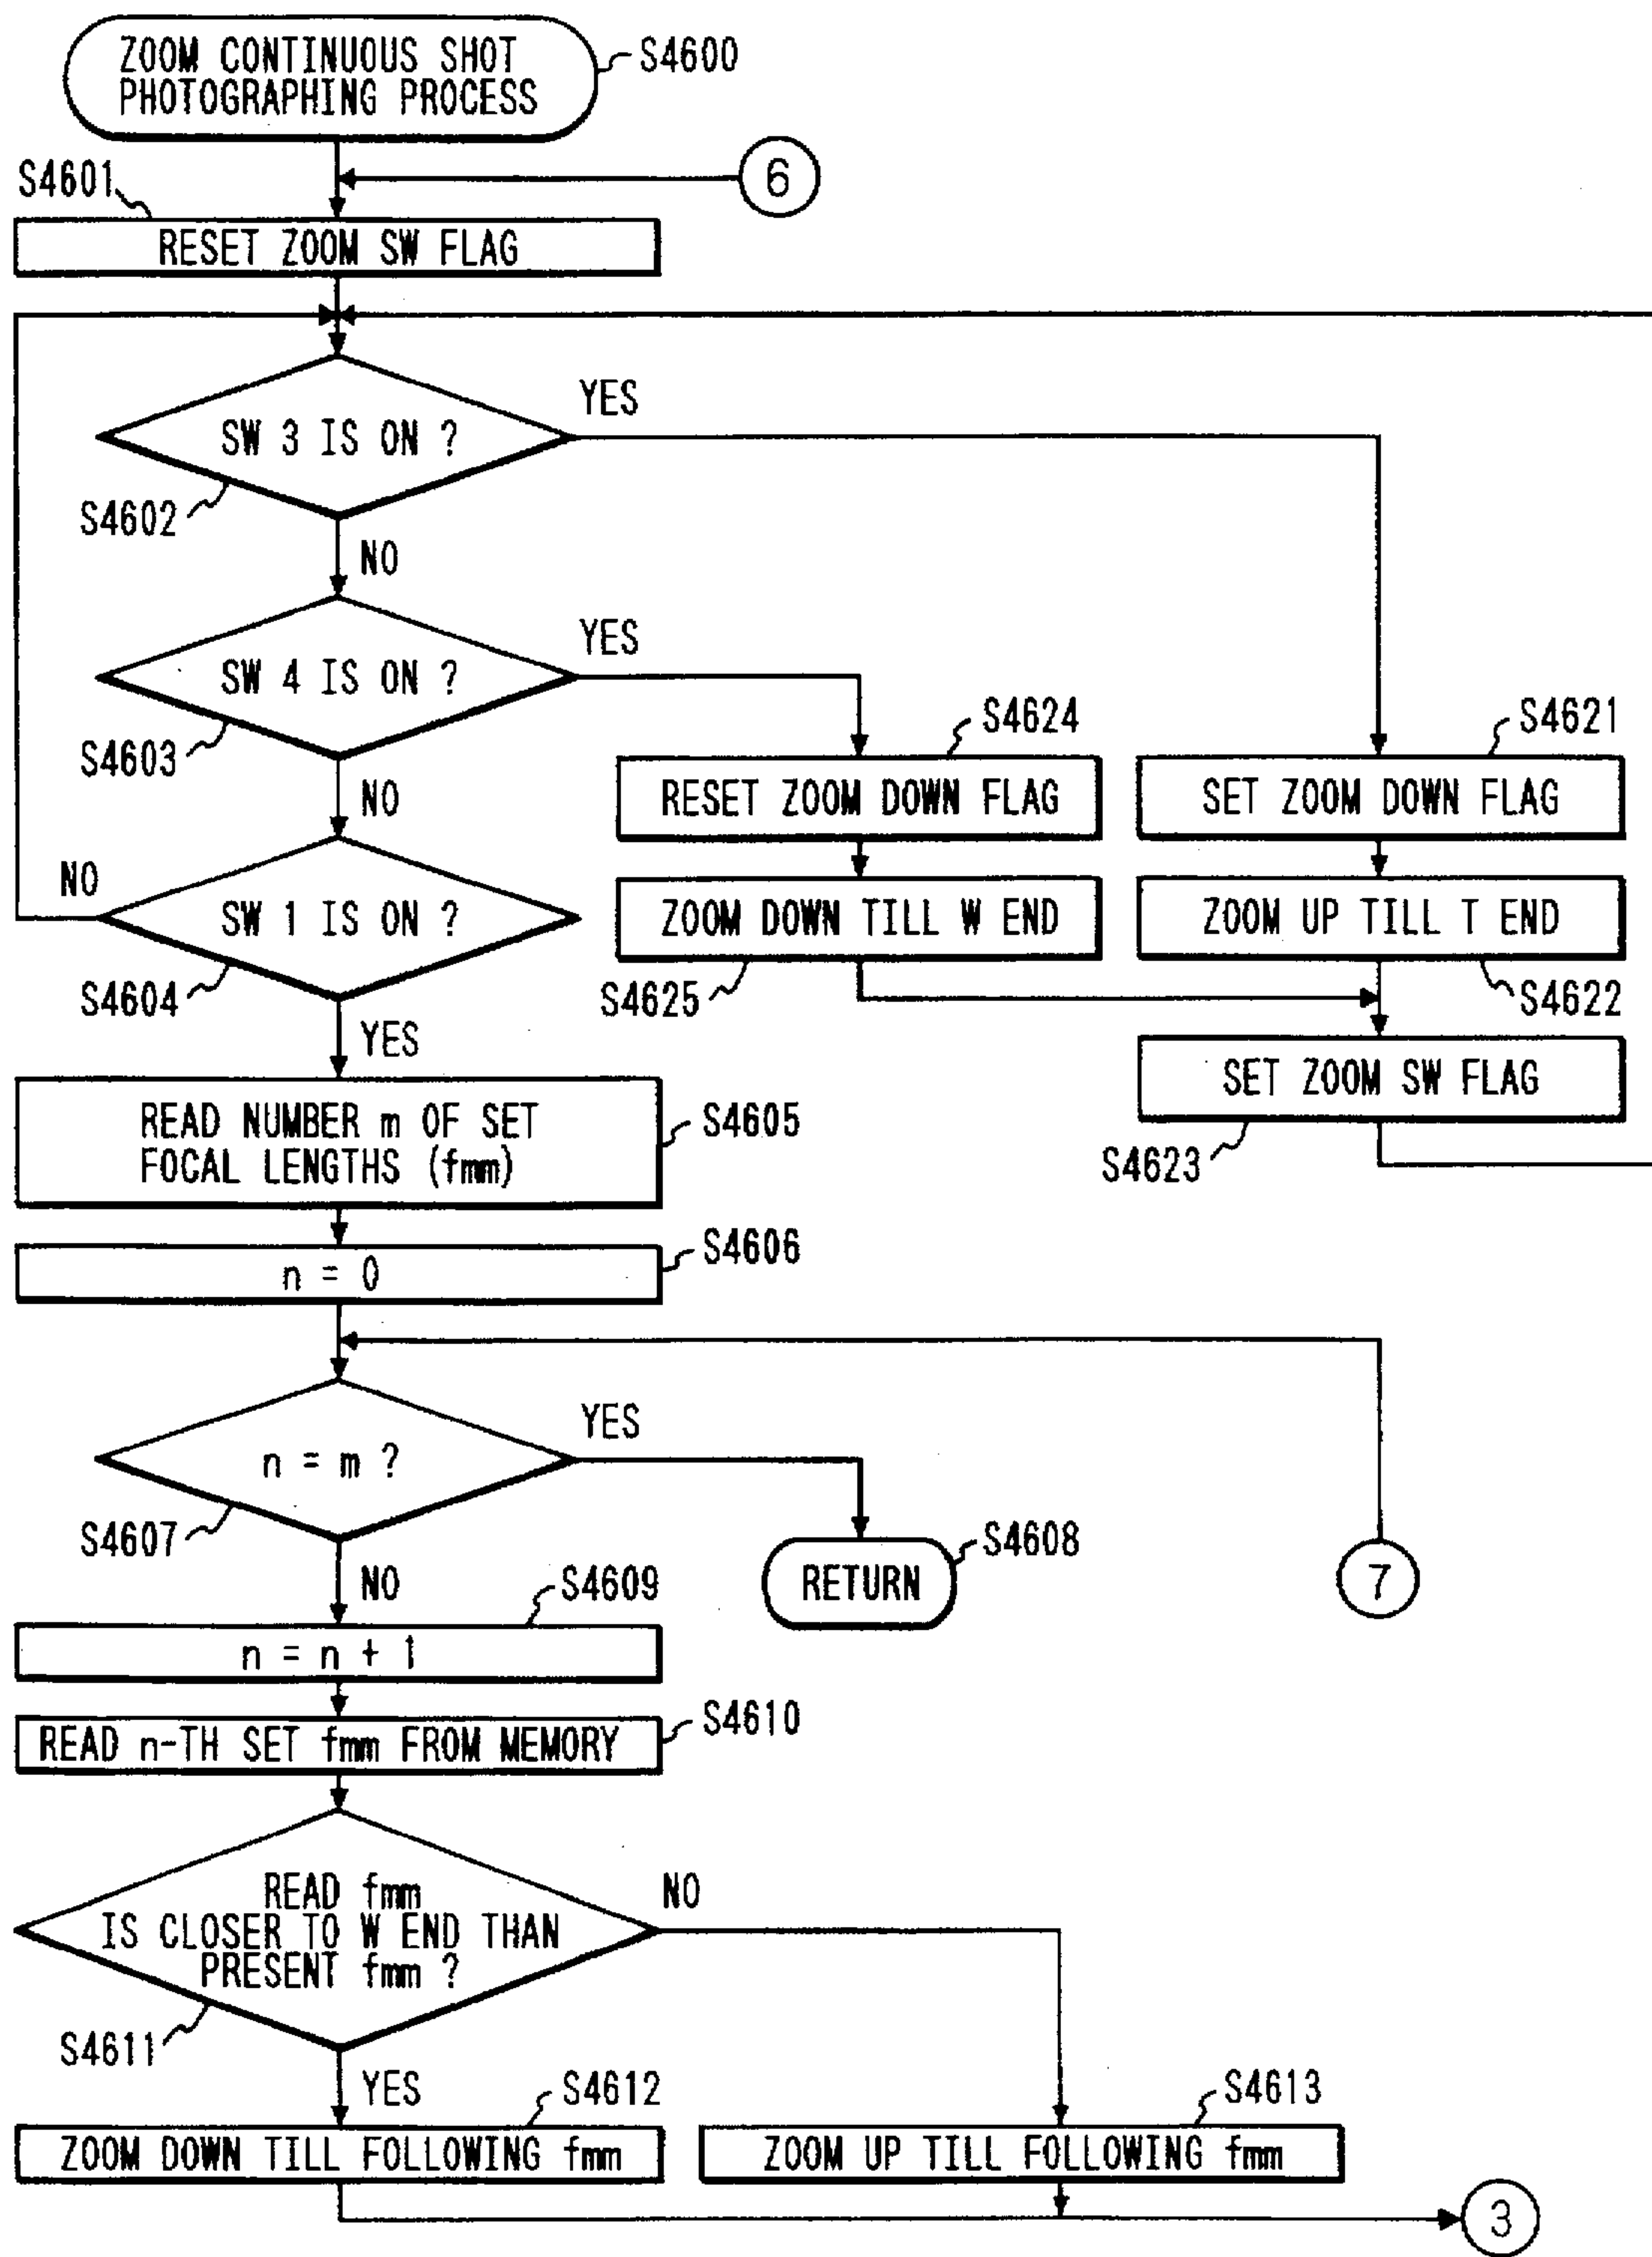 ZOOM CONTINUOUS SHOT
PHOTOGRAPHING PROCESS
S4600
6
S4601
RESET ZOOM SW FLAG
YES
SW 3 IS ON ?
S4602
NO
YES
SW 4 IS ON ?
S4603
S4624
S4621
RESET ZOOM DOWN FLAG
SET ZOOM DOWN FLAG
NO
NO
SW 1 IS ON ?
ZOOM DOWN TILL W END
ZOOM UP TILL T END
S4604
S4625
S4622
YES
SET ZOOM SW FLAG
READ NUMBER m OF SET
FOCAL LENGTHS (fmm)
S4605
S4623
n = 0
S4606
YES
n = m ?
S4607
S4608
RETURN
7
NO
S4609
n = n + 1
S4610
READ n-TH SET fmm FROM MEMORY
NO
READ fmm
IS CLOSER TO W END THAN
PRESENT fmm ?
S4611
YES
S4612
S4613
ZOOM DOWN TILL FOLLOWING fmm
ZOOM UP TILL FOLLOWING fmm
3